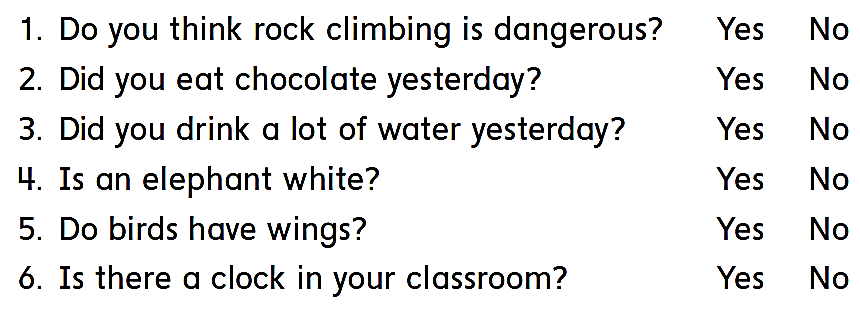 1. Do you think rock climbing is dangerous? Yes No
2. Did you eat chocolate yesterday? Yes No
3. Did you drink a lot of water yesterday? Yes No
4. Is an elephant white? Yes No
5. Do birds have wings? Yes No
6. Is there a clock in your classroom? Yes No